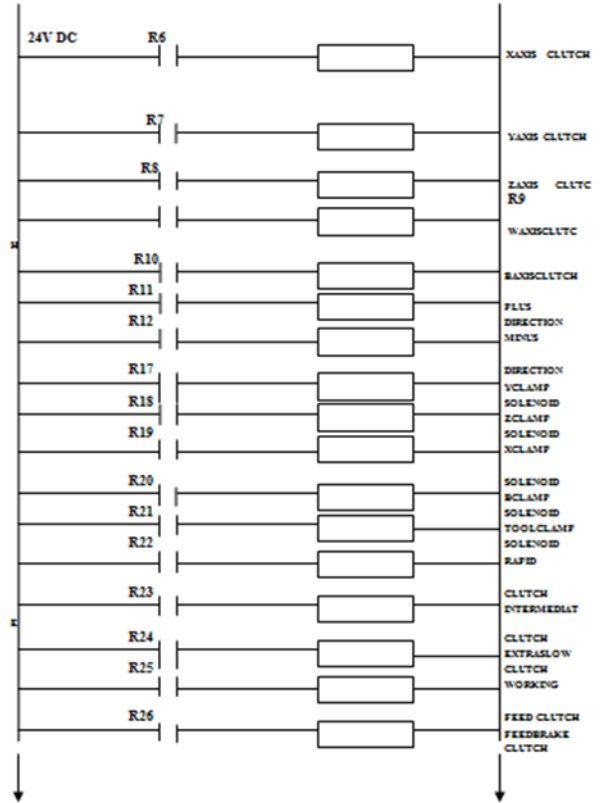 24V DC
R6
XAXIS CLUTCH
R7
YAXIS CLUTCH
R8
ZAXIS CLUTC
R9
WAXISCLUTC
H
R10
BAXISCLUTCH
R11
PLUS
R12
DIRECTION
MINUS
R17
DIRECTION
YCLAMP
R18
SOLENOID
ZCLAMP
R19
SOLENOID
XCLAMP
R20
SOLENOID
BCLAMP
R21
SOLENOID
TOOLCLAMP
R22
SOLENOID
RAPID
R23
CLUTCH
INTERMEDIAT
E
R24
CLUTCH
EXTRASLOW
R25
CLUTCH
WORKING
R26
FEED CLUTCH
FEEDBRAKE
CLUTCH